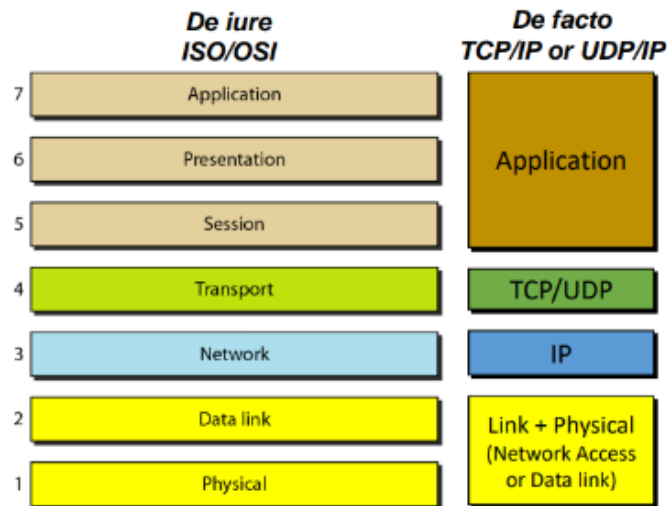 De iure
ISO/OSI
De facto
TCP/IP or UDP/IP
7
Application
6
Presentation
5
Session
Application
4
Transport
TCP/UDP
3
Network
IP
2
Data link
1
Physical
Link + Physical
(Network Access
or Data link)